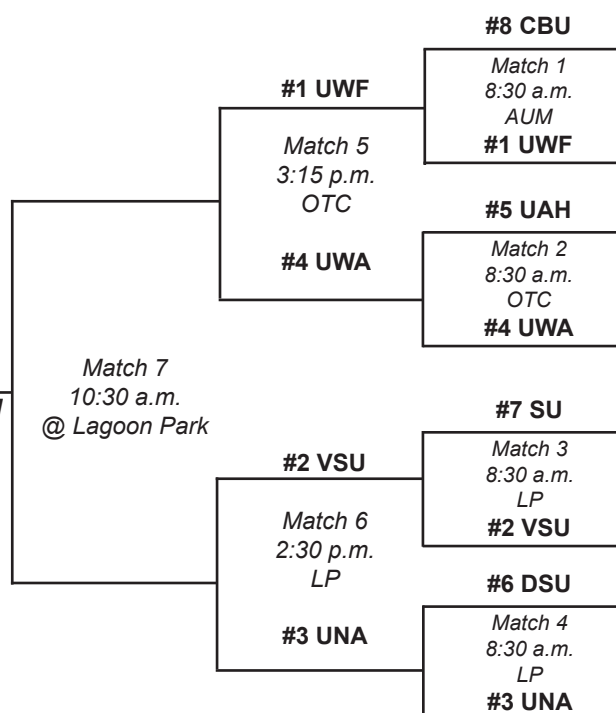 #8 CBU
Match 1
8:30 a.m.
AUM
#1 UWF
#1 UWF
Match 5
3:15 p.m.
OTC
#4 UWA
#5 UAH
Match 2
8:30 a.m.
OTC
#4 UWA
Match 7
10:30 a.m.
@ Lagoon Park
#7 SU
Match 3
8:30 a.m.
LP
#2 VSU
#2 VSU
Match 6
2:30 p.m.
LP
#3 UNA
#6 DSU
Match 4
8:30 a.m.
LP
#3 UNA